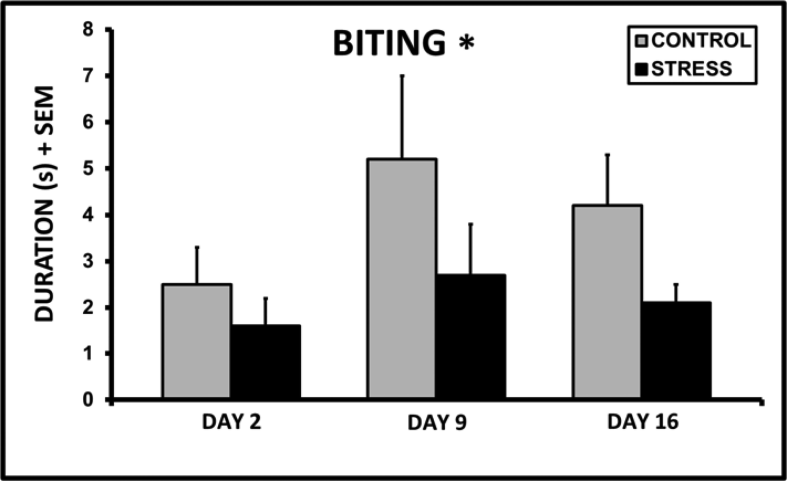 BITING *
CONTROL
STRESS
DURATION (s) + SEM
8
7
6
5
4
3
2
1
0
DAY 2
DAY 9
DAY 16